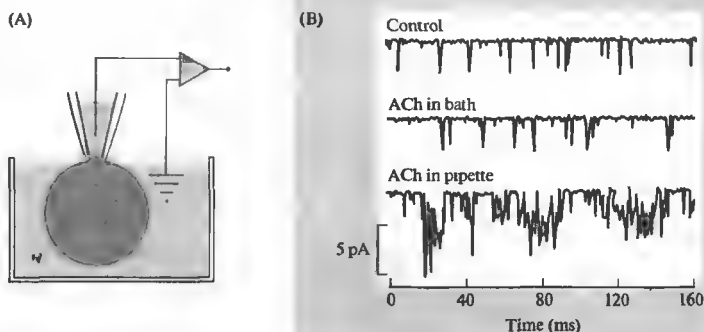 (A)
(B)
Control
ACh in bath
ACh in pipette
5 pA
0 40 80 120 160
Time (ms)